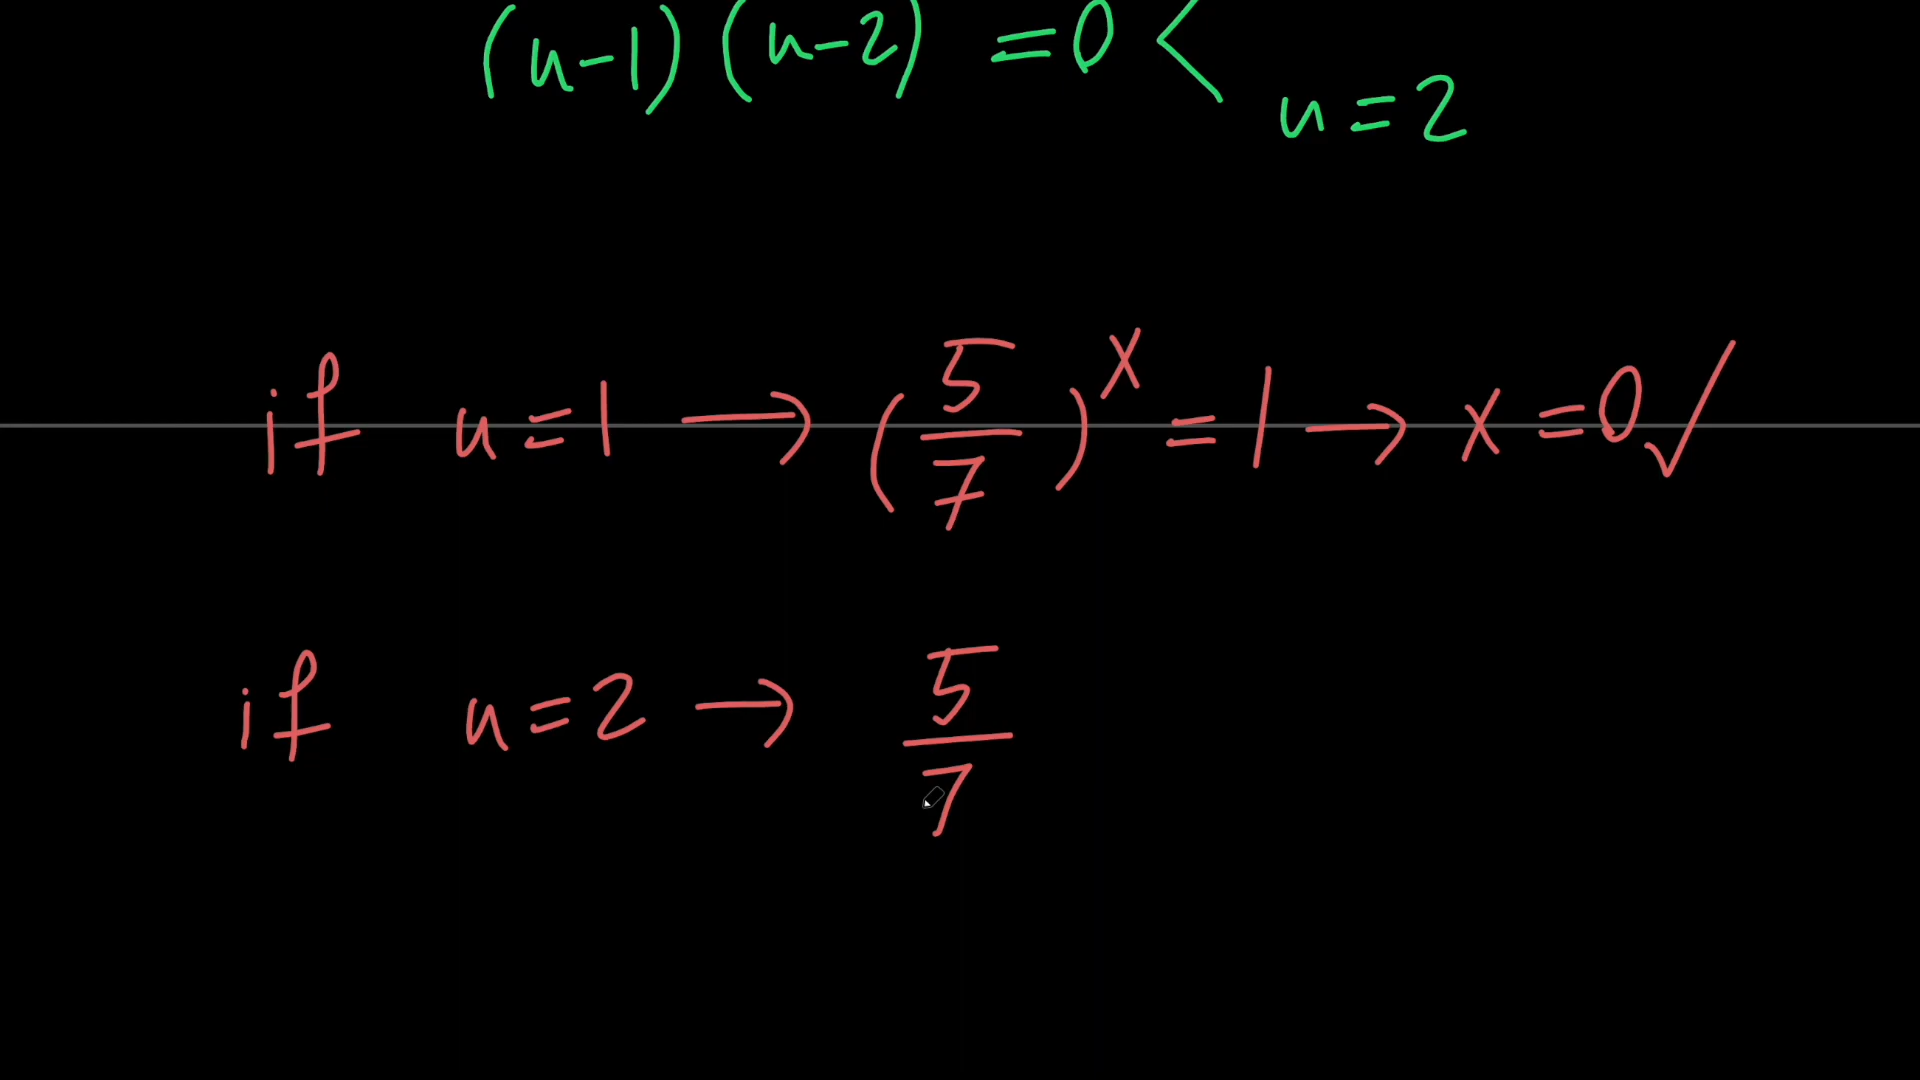 (u-1) (u-2) = 0 <
u = 2
if u = 1 → (5/7)^x = 1 → x = 0 ✓
if u = 2 → 5/7